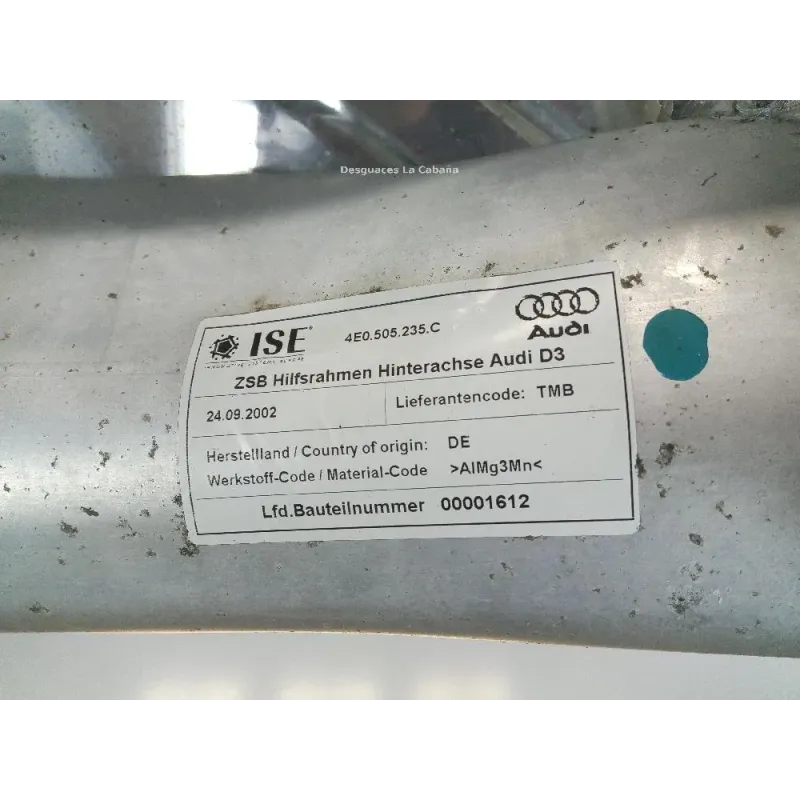 Desguaces La Cabaña
ISE
4E0.505.235.C
Audi
ZSB Hilfsrahmen Hinterachse Audi D3
24.09.2002
Lieferantencode: TMB
Herstellland / Country of origin: DE
Werkstoff-Code / Material-Code >AlMg3Mn<
Lfd.Bauteilnummer 00001612